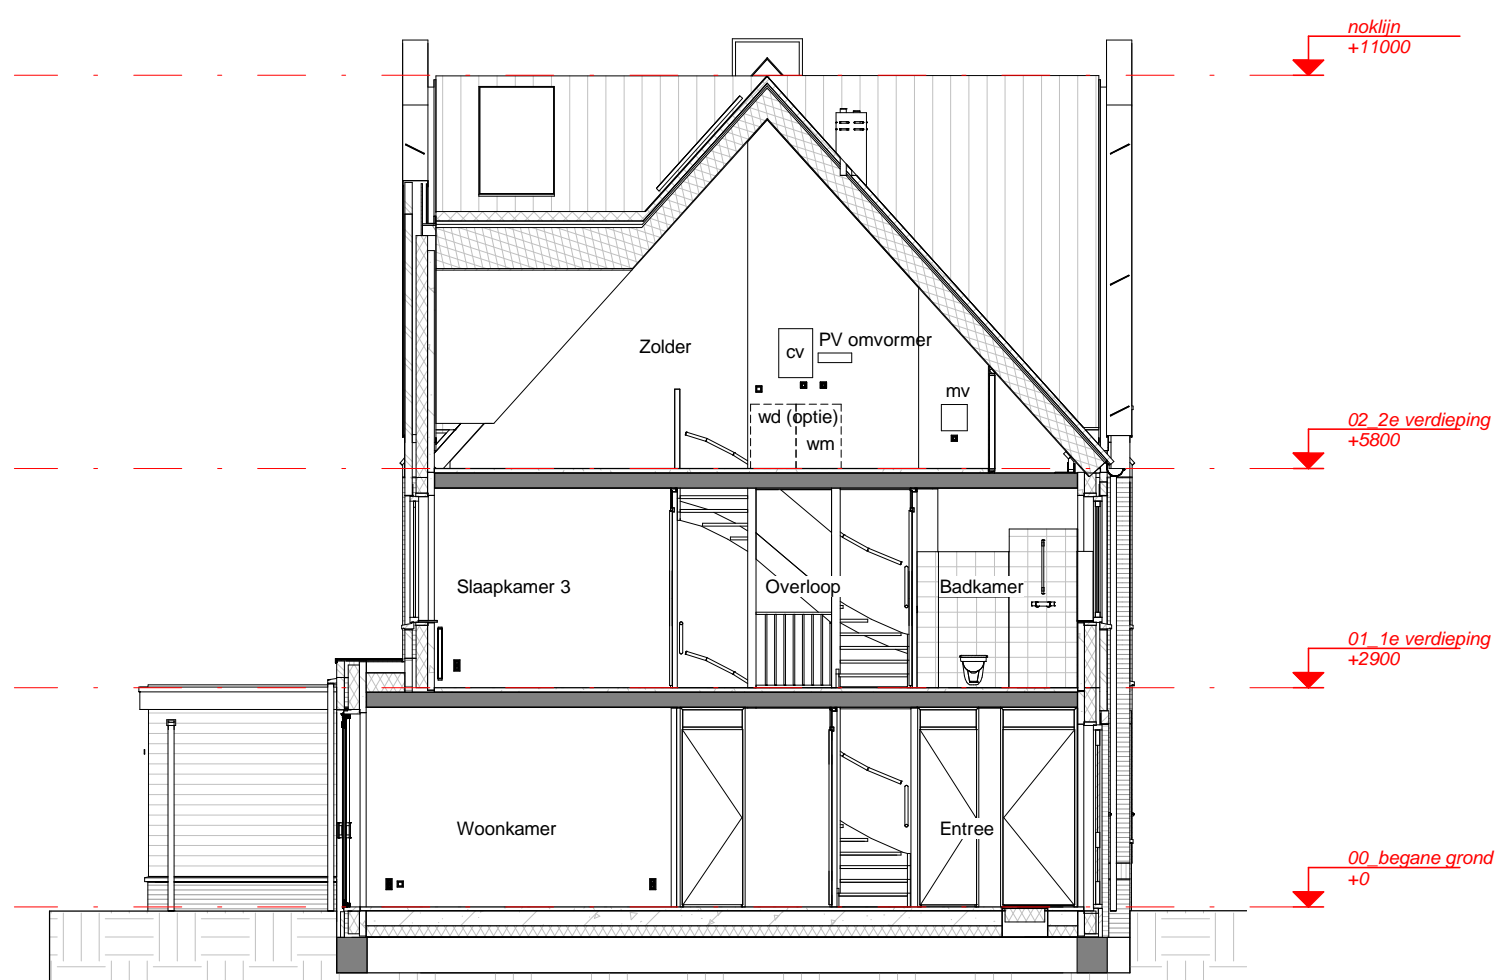 noklijn
+11000
Zolder
cv
PV omvormer
mv
wd (optie)
wm
02_2e verdieping
+5800
Slaapkamer 3
Overloop
Badkamer
01_1e verdieping
+2900
Woonkamer
Entree
00_begane grond
+0